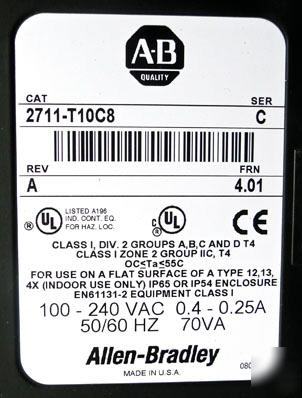 A·B
QUALITY
CAT SER
2711-T10C8 C
REV FRN
A 4.01
UL LISTED A196
IND. CONT. EQ.
FOR HAZ. LOC.
C UL CE
CLASS I, DIV. 2 GROUPS A,B,C AND D T4
CLASS I ZONE 2 GROUP IIC, T4
OC≤Ta≤55C
FOR USE ON A FLAT SURFACE OF A TYPE 12,13,
4X (INDOOR USE ONLY) IP65 OR IP54 ENCLOSURE
EN61131-2 EQUIPMENT CLASS I
100 - 240 VAC 0.4 - 0.25A
50/60 HZ 70VA
Allen-Bradley
MADE IN U.S.A.